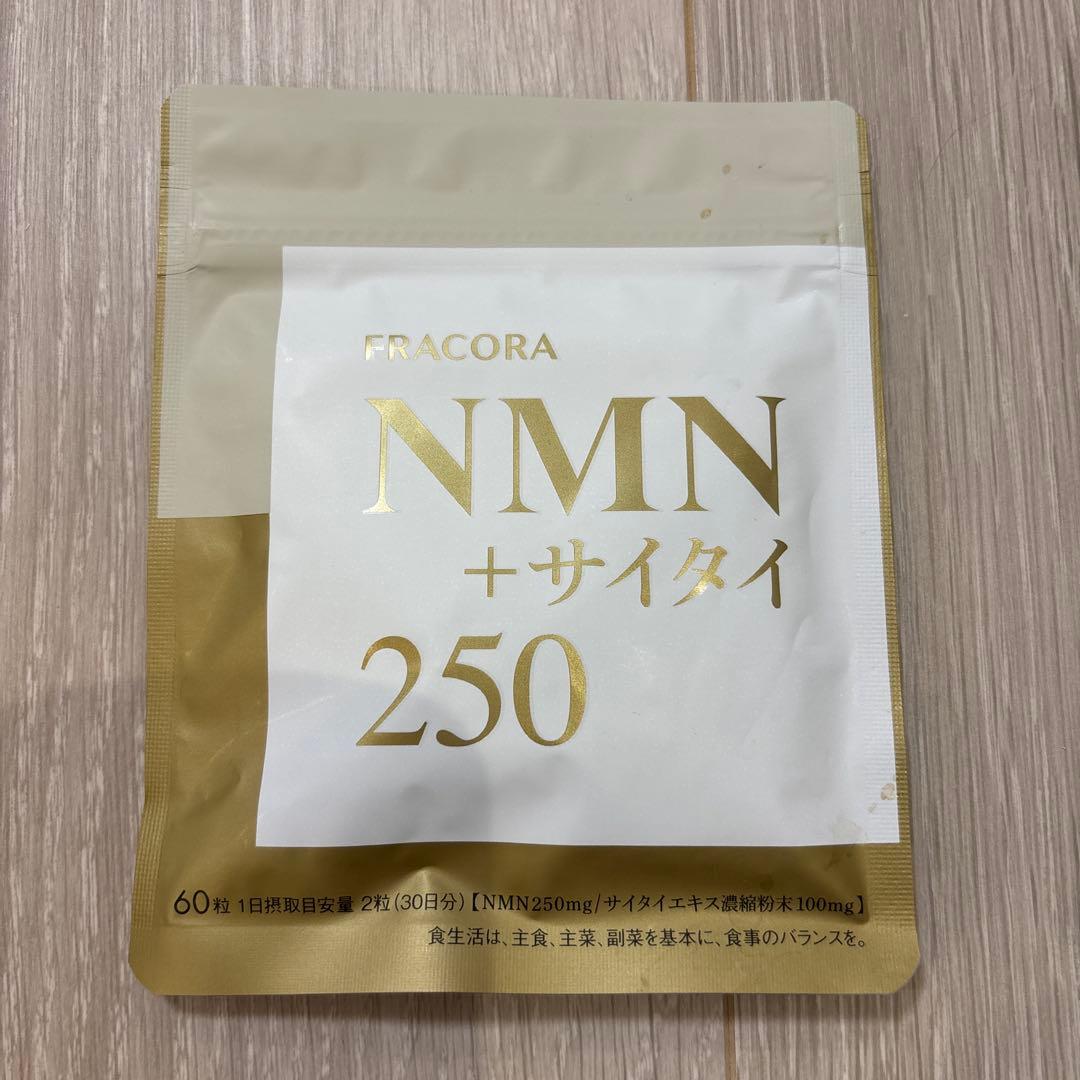 FRACORA
NMN
+サイタイ
250
60粒 1日摂取目安量 2粒(30日分)【NMN250mg/サイタイエキス濃縮粉末100mg】
食生活は、主食、主菜、副菜を基本に、食事のバランスを。